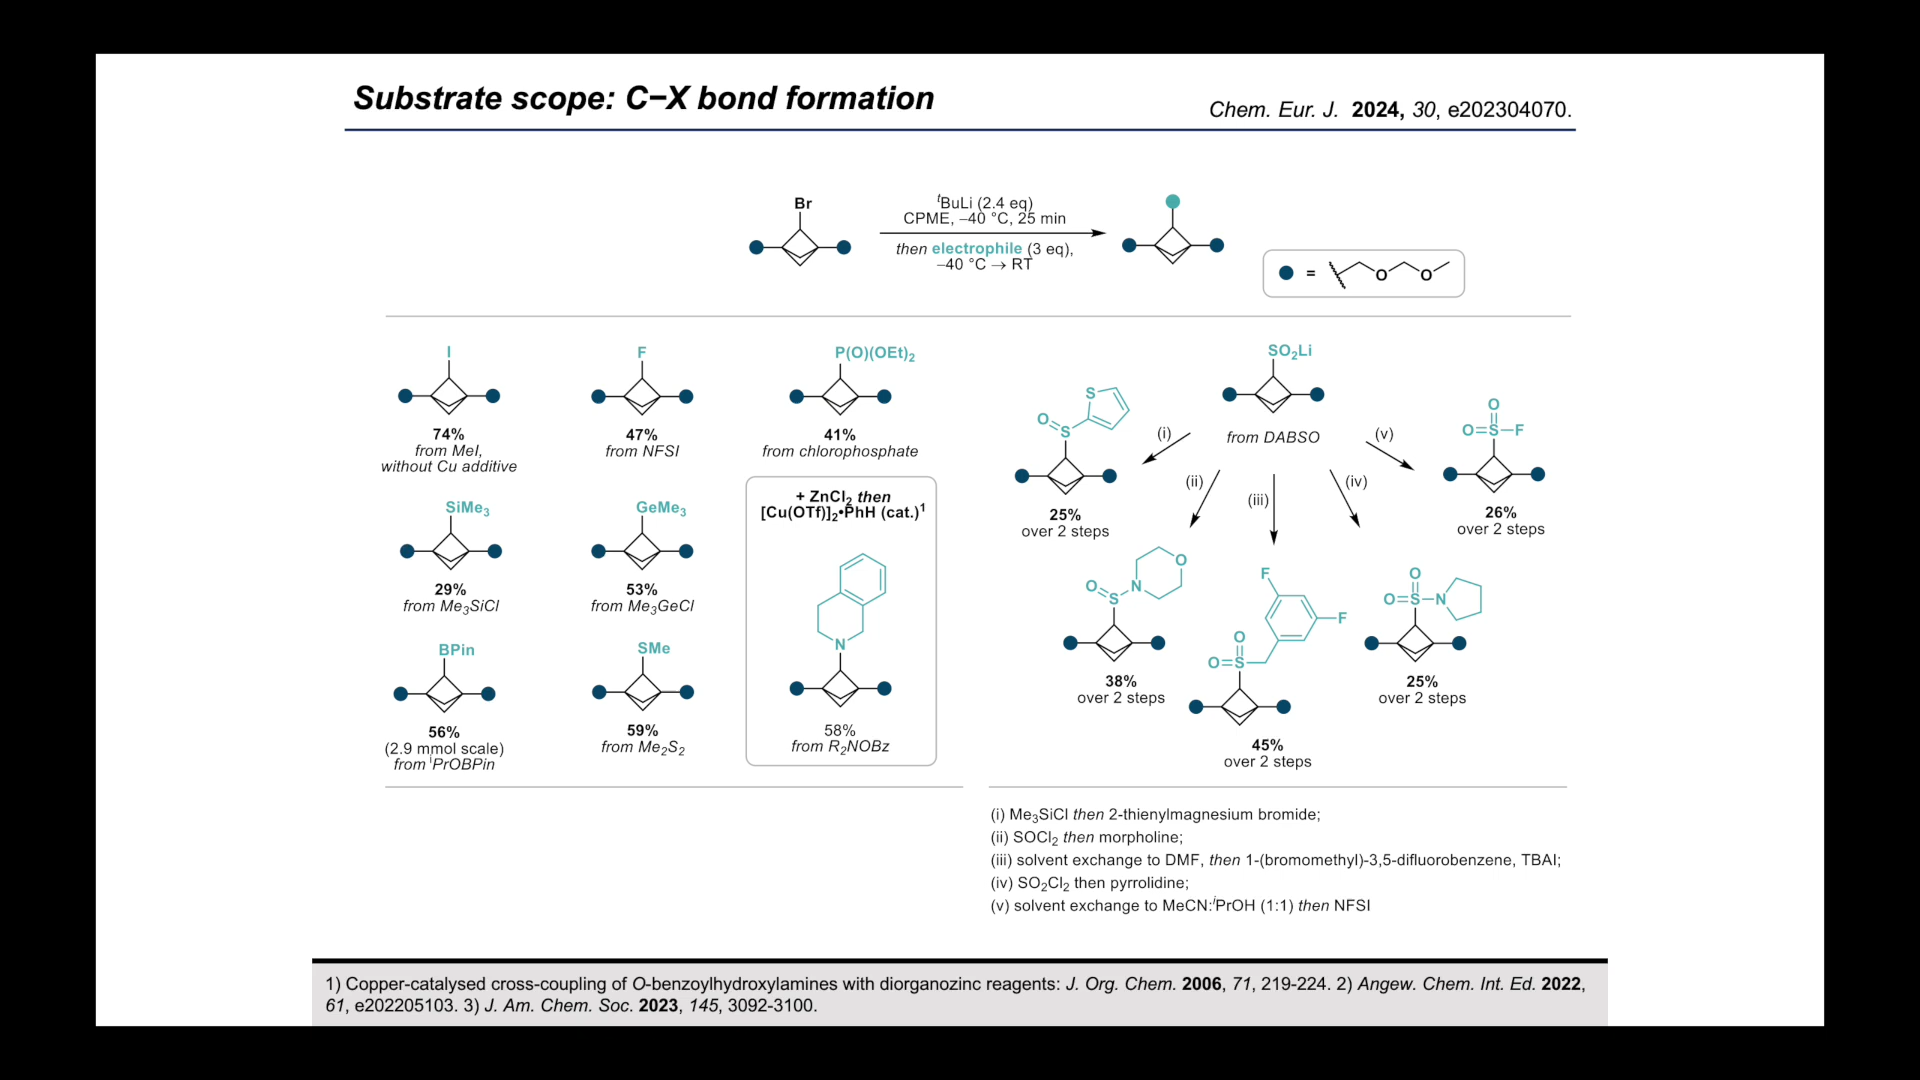 Substrate scope: C−X bond formation
Chem. Eur. J. 2024, 30, e202304070.
Br
ᵗBuLi (2.4 eq)
CPME, –40 °C, 25 min
then electrophile (3 eq),
–40 °C → RT
= O O
I
74%
from MeI,
without Cu additive
F
47%
from NFSI
P(O)(OEt)₂
41%
from chlorophosphate
SiMe₃
29%
from Me₃SiCl
GeMe₃
53%
from Me₃GeCl
BPin
56%
(2.9 mmol scale)
from ⁱPrOBPin
SMe
59%
from Me₂S₂
+ ZnCl₂ then
[Cu(OTf)]₂•PhH (cat.)¹
N
58%
from R₂NOBz
SO₂Li
from DABSO
(i)
(ii)
(iii)
(iv)
(v)
S
O=S
25%
over 2 steps
O
N
O=S
38%
over 2 steps
F
F
O
O=S
45%
over 2 steps
O
O=S–N
25%
over 2 steps
O
O=S–F
26%
over 2 steps
(i) Me₃SiCl then 2-thienylmagnesium bromide;
(ii) SOCl₂ then morpholine;
(iii) solvent exchange to DMF, then 1-(bromomethyl)-3,5-difluorobenzene, TBAI;
(iv) SO₂Cl₂ then pyrrolidine;
(v) solvent exchange to MeCN:ⁱPrOH (1:1) then NFSI
1) Copper-catalysed cross-coupling of O-benzoylhydroxylamines with diorganozinc reagents: J. Org. Chem. 2006, 71, 219-224. 2) Angew. Chem. Int. Ed. 2022,
61, e202205103. 3) J. Am. Chem. Soc. 2023, 145, 3092-3100.